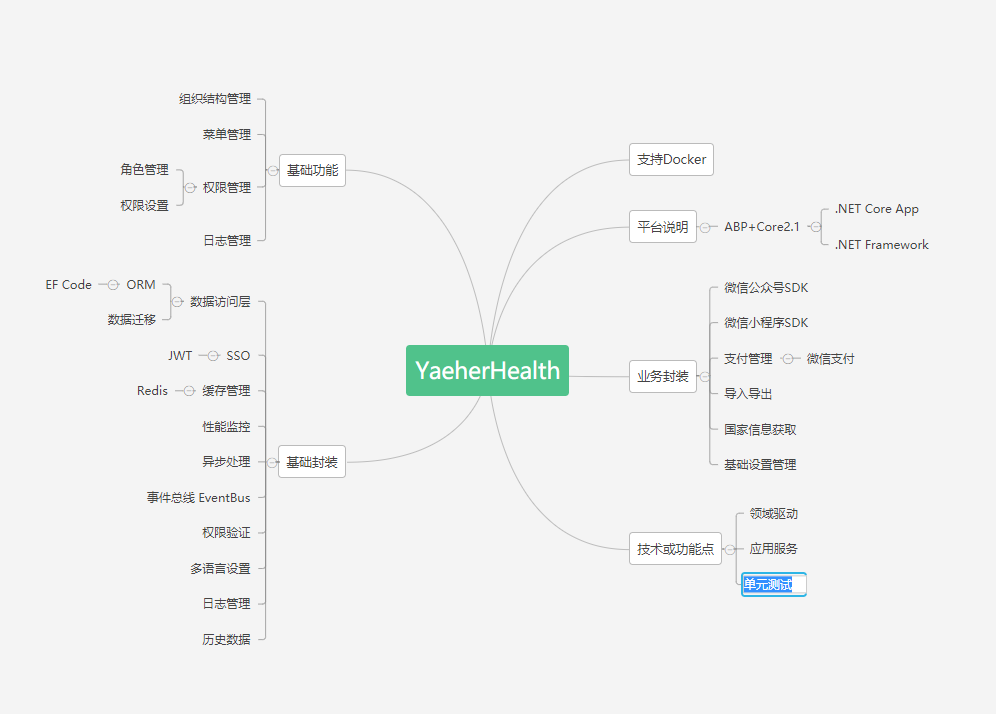 YaeherHealth
支持Docker
平台说明
ABP+Core2.1
.NET Core App
.NET Framework
业务封装
微信公众号SDK
微信小程序SDK
支付管理
微信支付
导入导出
国家信息获取
基础设置管理
技术或功能点
领域驱动
应用服务
单元测试
基础功能
组织结构管理
菜单管理
权限管理
角色管理
权限设置
日志管理
基础封装
数据访问层
ORM
EF Code
数据迁移
SSO
JWT
缓存管理
Redis
性能监控
异步处理
事件总线 EventBus
权限验证
多语言设置
日志管理
历史数据